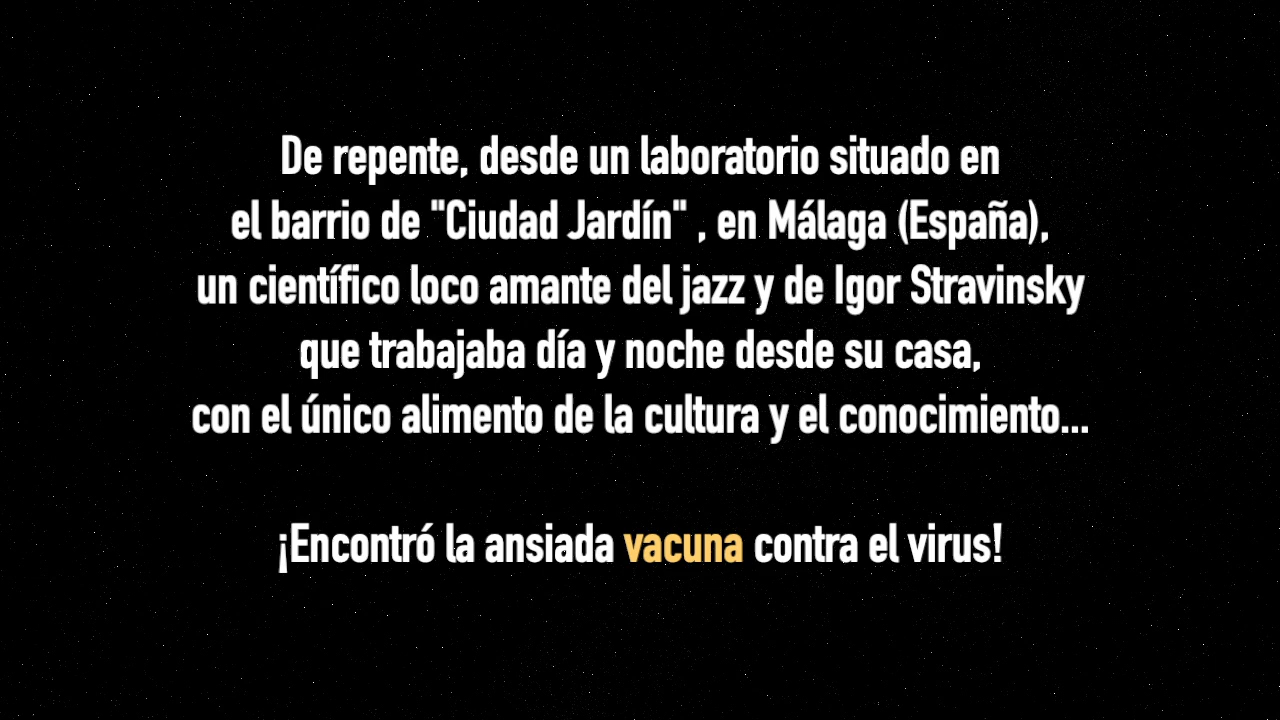 De repente, desde un laboratorio situado en
el barrio de "Ciudad Jardín" , en Málaga (España),
un científico loco amante del jazz y de Igor Stravinsky
que trabajaba día y noche desde su casa,
con el único alimento de la cultura y el conocimiento...
¡Encontró la ansiada vacuna contra el virus!